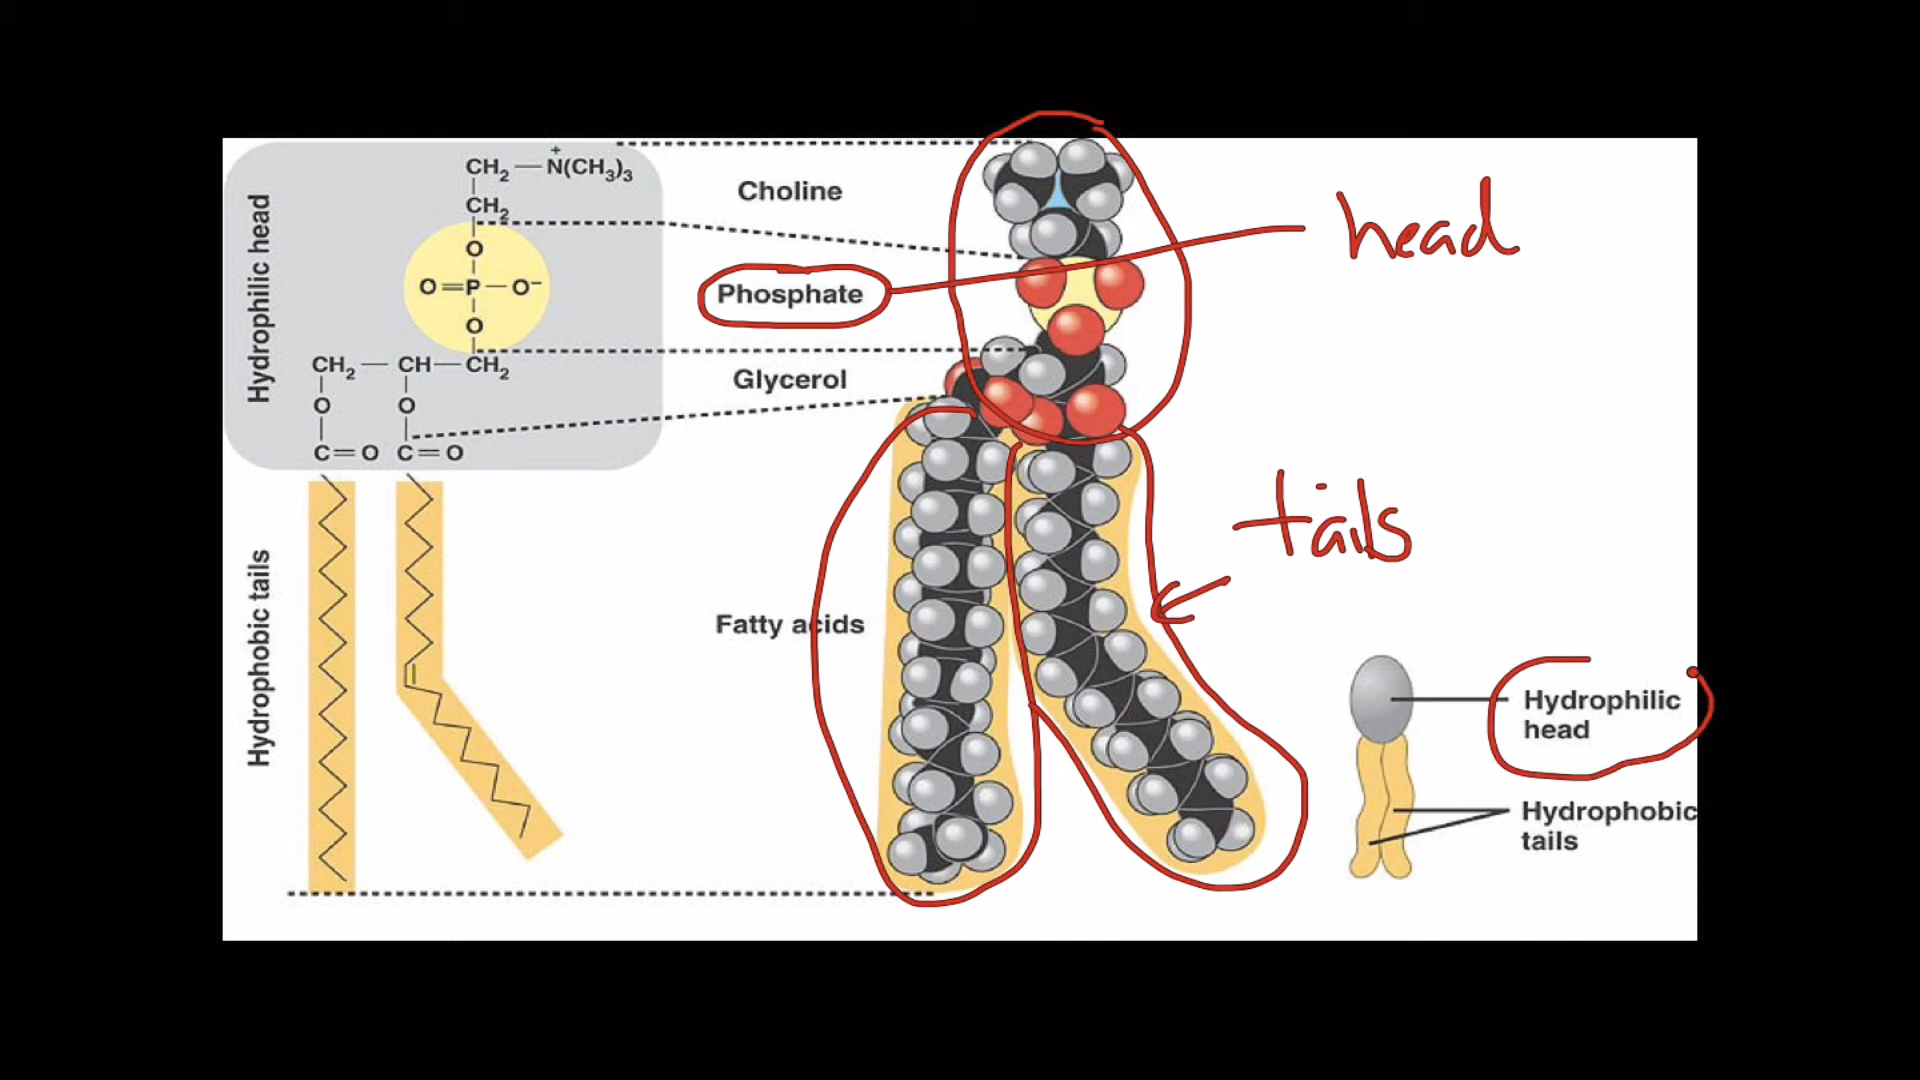 Hydrophilic head
CH2—N+(CH3)3
CH2
O
O=P—O−
O
CH2—CH—CH2
O O
C=O C=O
Hydrophobic tails
Choline
Phosphate
Glycerol
Fatty acids
head
tails
Hydrophilic
head
Hydrophobic
tails